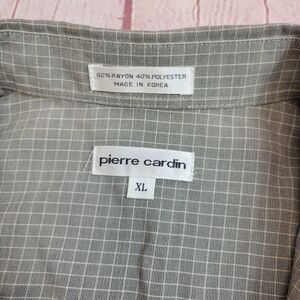 60% RAYON 40% POLYESTER
MADE IN KOREA
pierre cardin
XL